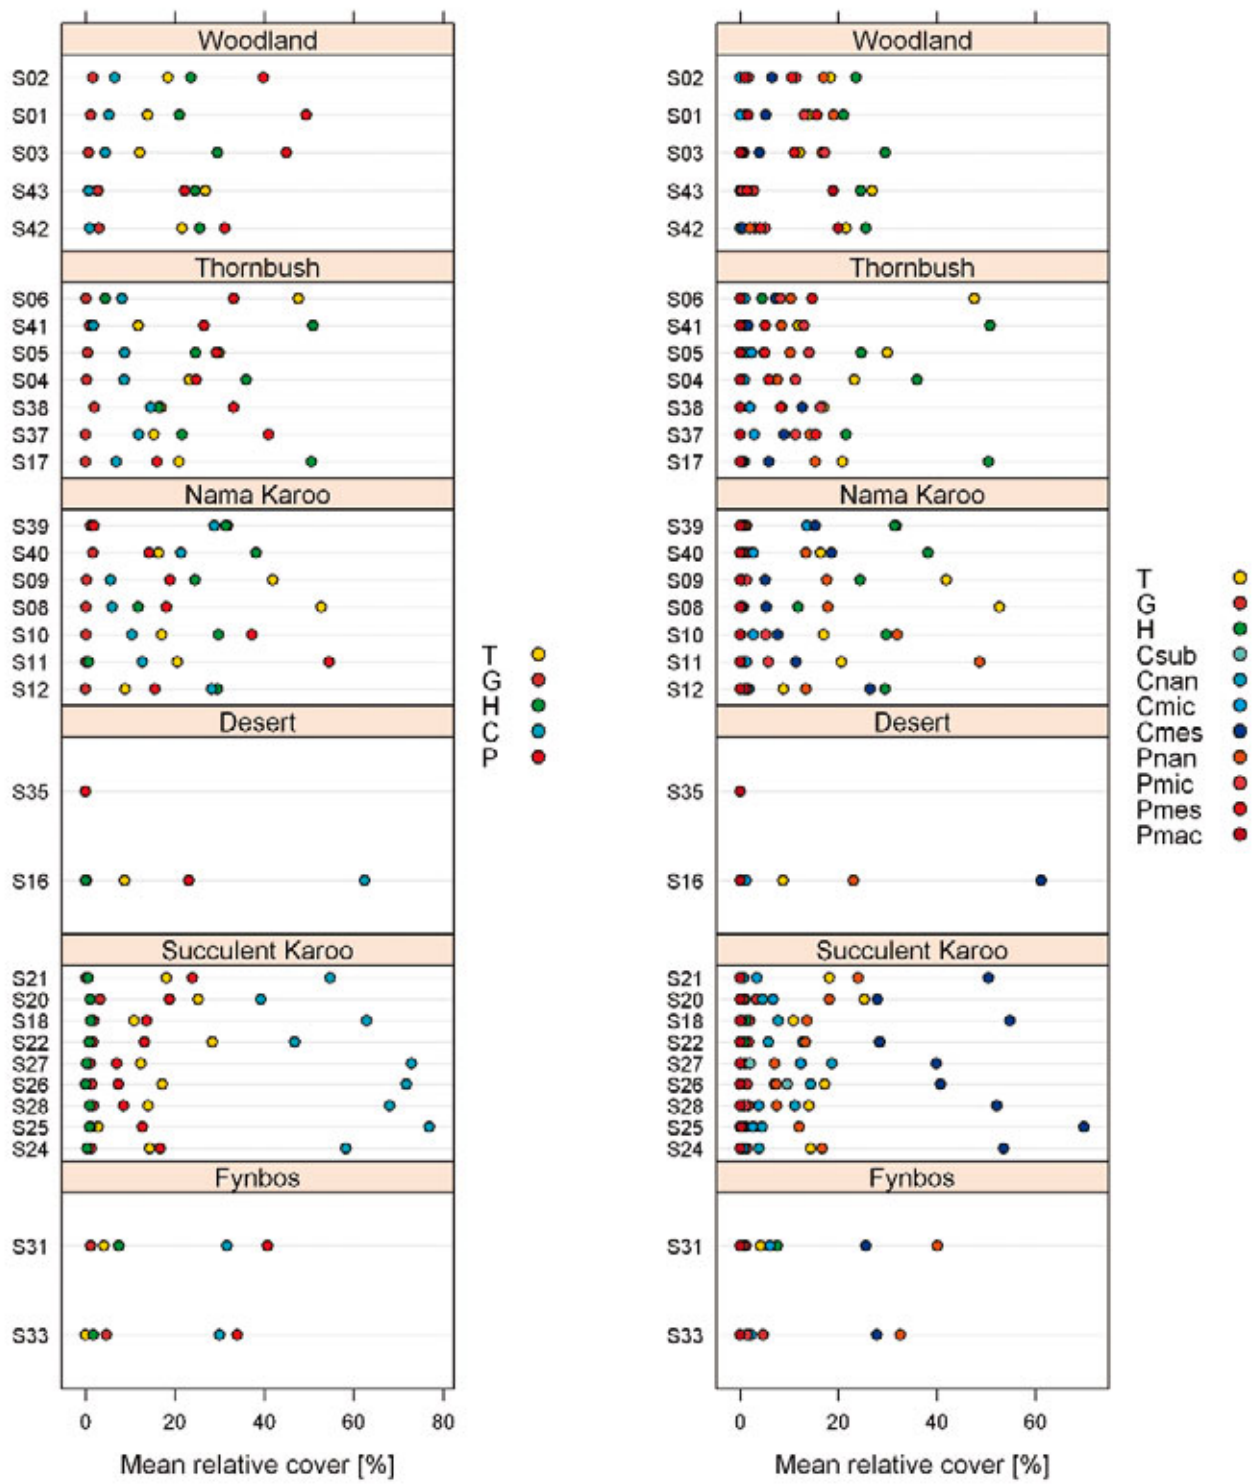 Woodland
S02
S01
S03
S43
S42
Thornbush
S06
S41
S05
S04
S38
S37
S17
Nama Karoo
S39
S40
S09
S08
S10
S11
S12
Desert
S35
S16
Succulent Karoo
S21
S20
S18
S22
S27
S26
S28
S25
S24
Fynbos
S31
S33
0 20 40 60 80
Mean relative cover [%]
T
G
H
C
P
Woodland
S02
S01
S03
S43
S42
Thornbush
S06
S41
S05
S04
S38
S37
S17
Nama Karoo
S39
S40
S09
S08
S10
S11
S12
Desert
S35
S16
Succulent Karoo
S21
S20
S18
S22
S27
S26
S28
S25
S24
Fynbos
S31
S33
0 20 40 60
Mean relative cover [%]
T
G
H
Csub
Cnan
Cmic
Cmes
Pnan
Pmic
Pmes
Pmac